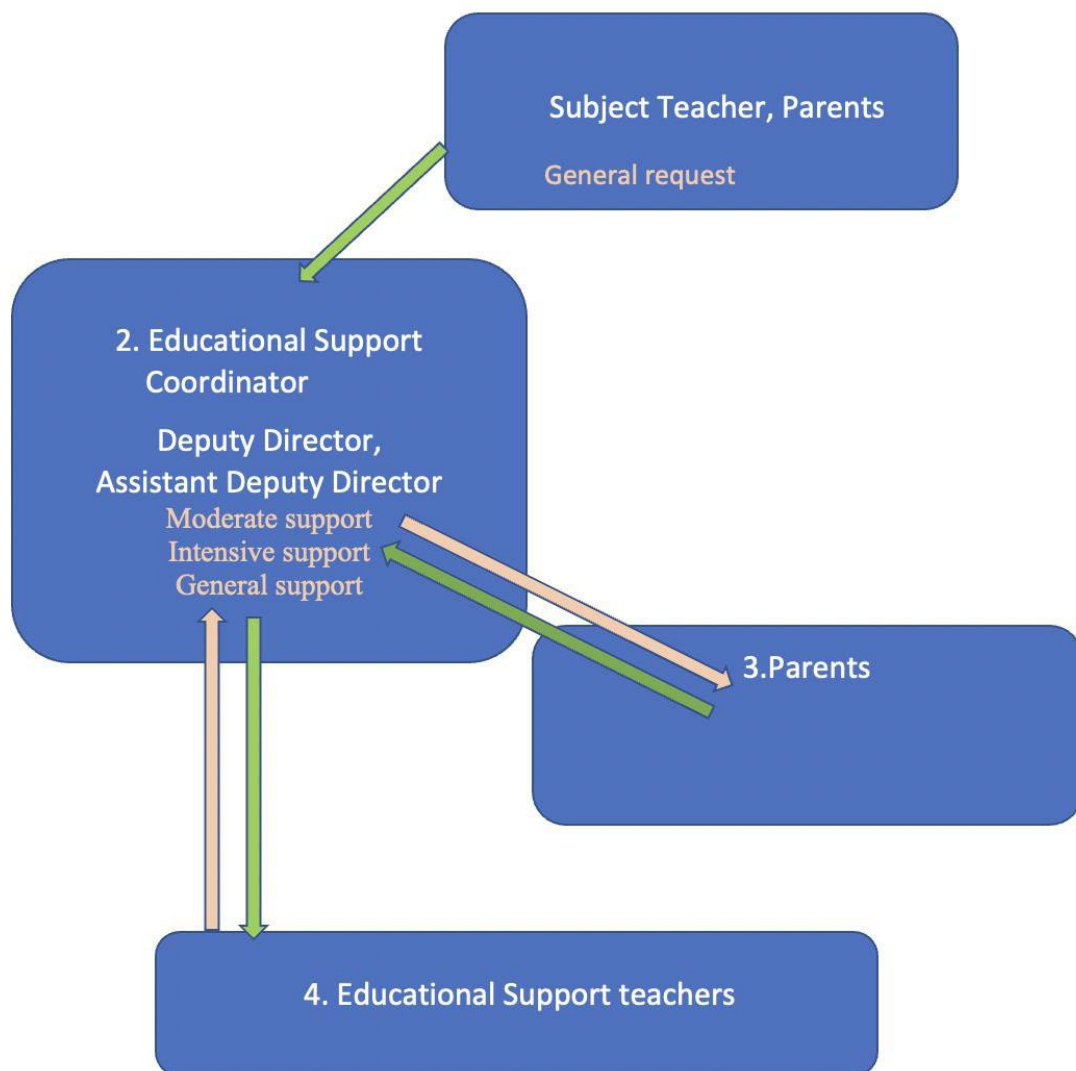 Subject Teacher, Parents
General request
2. Educational Support
Coordinator
Deputy Director,
Assistant Deputy Director
Moderate support
Intensive support
General support
3.Parents
4. Educational Support teachers